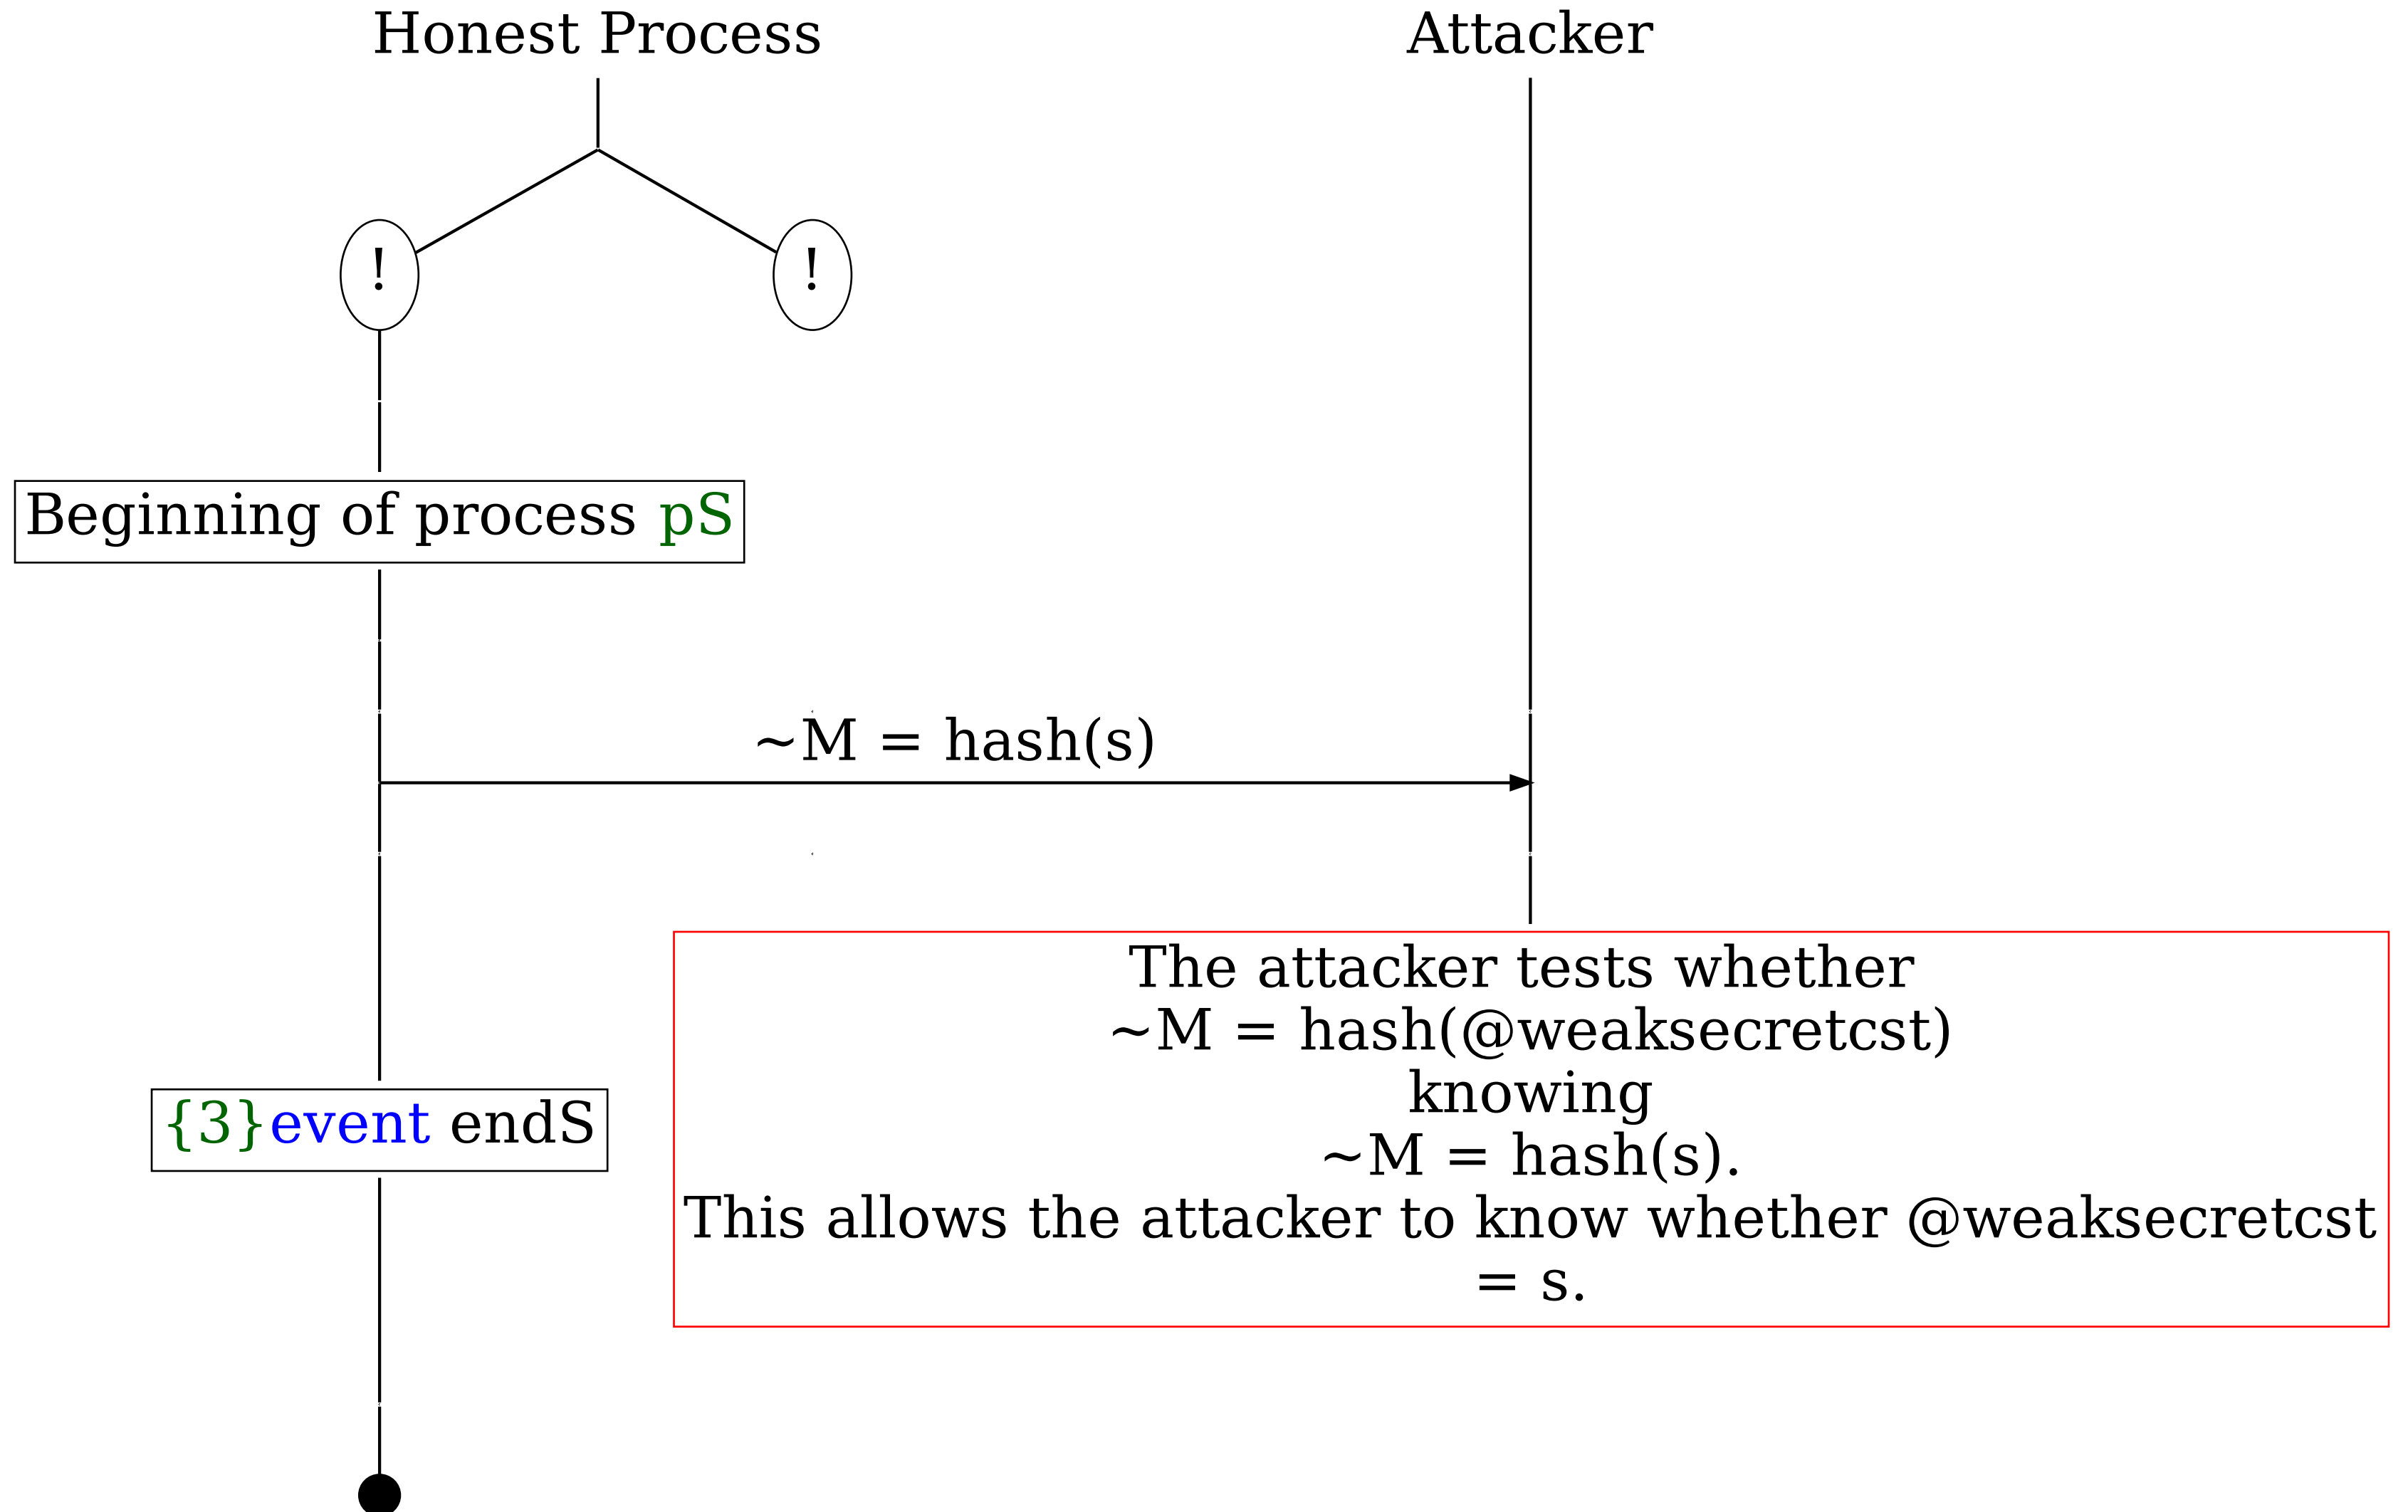 Honest Process
Attacker
!
!
Beginning of process pS
~M = hash(s)
The attacker tests whether
~M = hash(@weaksecretcst)
knowing
~M = hash(s).
This allows the attacker to know whether @weaksecretcst
= s.
{3}event endS